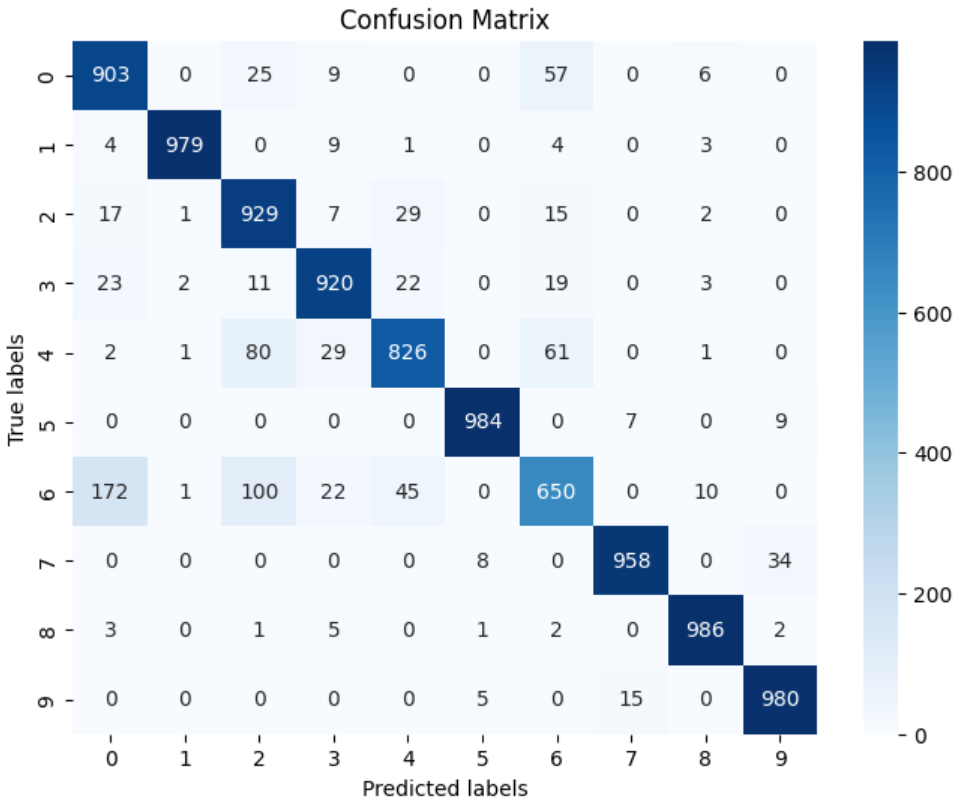 Confusion Matrix
0 903 0 25 9 0 0 57 0 6 0
1 4 979 0 9 1 0 4 0 3 0
2 17 1 929 7 29 0 15 0 2 0
3 23 2 11 920 22 0 19 0 3 0
4 2 1 80 29 826 0 61 0 1 0
5 0 0 0 0 0 984 0 7 0 9
6 172 1 100 22 45 0 650 0 10 0
7 0 0 0 0 0 8 0 958 0 34
8 3 0 1 5 0 1 2 0 986 2
9 0 0 0 0 0 5 0 15 0 980
0 1 2 3 4 5 6 7 8 9
Predicted labels
True labels
800
600
400
200
0